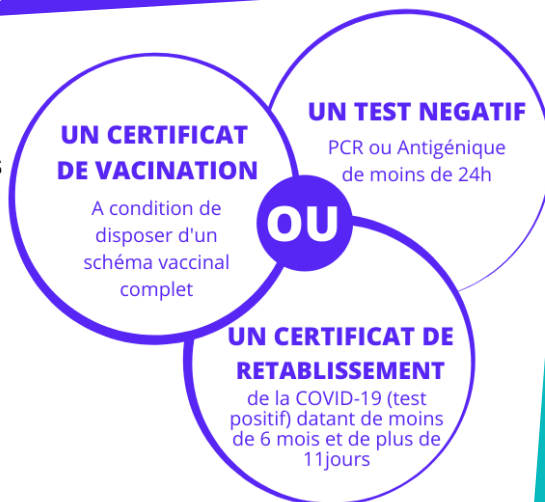 UN CERTIFICAT
DE VACINATION
A condition de
disposer d'un
schéma vaccinal
complet
OU
UN TEST NEGATIF
PCR ou Antigénique
de moins de 24h
UN CERTIFICAT DE
RETABLISSEMENT
de la COVID-19 (test
positif) datant de moins
de 6 mois et de plus de
11jours